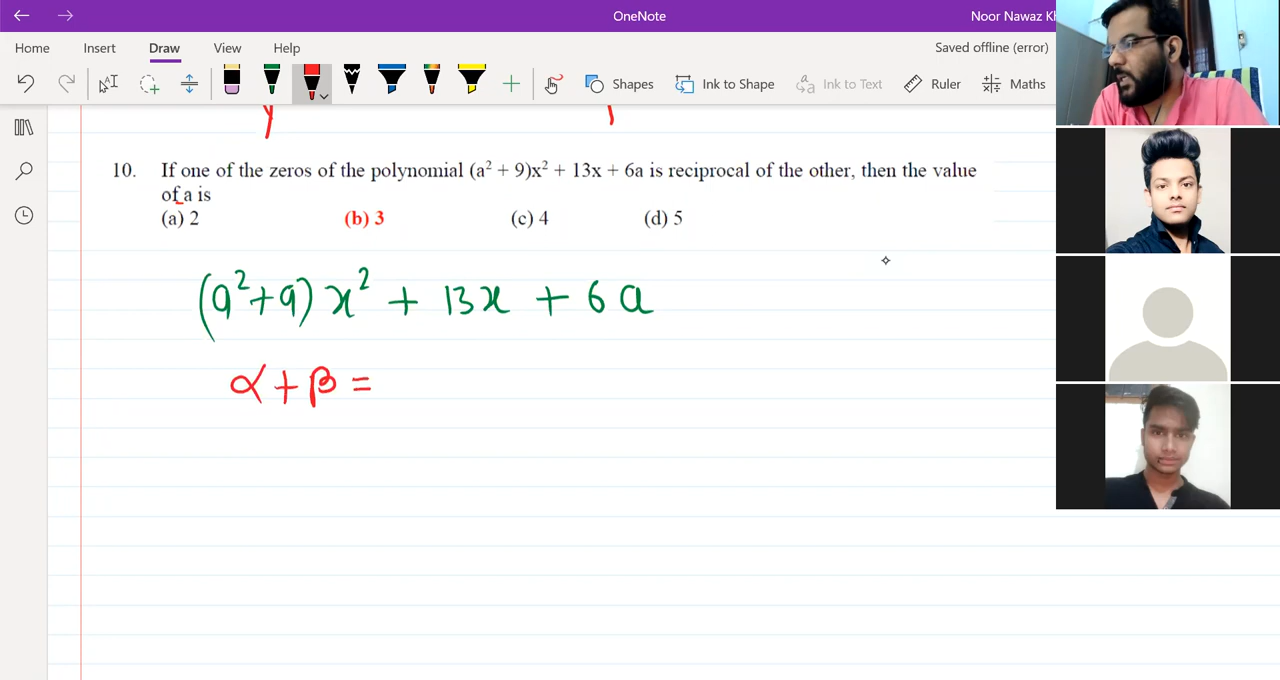 OneNote
Noor Nawaz Kh
Home Insert Draw View Help
Saved offline (error)
Shapes Ink to Shape Ink to Text Ruler Maths
10. If one of the zeros of the polynomial (a² + 9)x² + 13x + 6a is reciprocal of the other, then the value
of a is
(a) 2 (b) 3 (c) 4 (d) 5
(a²+9)x² + 13x + 6a
α + β =